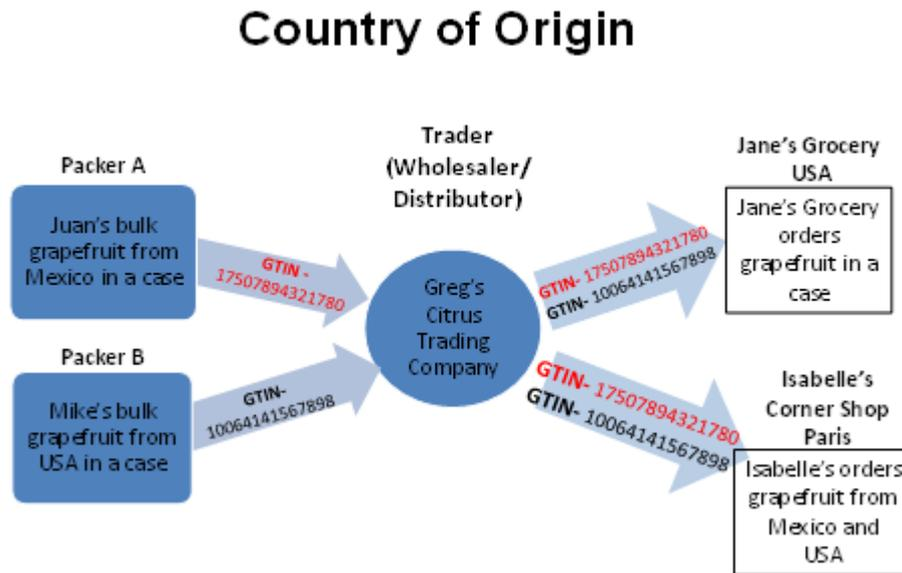 Country of Origin
Packer A
Juan's bulk
grapefruit from
Mexico in a case
GTIN -
17507894321780
Packer B
Mike's bulk
grapefruit from
USA in a case
GTIN-
10064141567898
Trader
(Wholesaler/
Distributor)
Greg's
Citrus
Trading
Company
GTIN- 17507894321780
GTIN- 10064141567898
GTIN- 17507894321780
GTIN- 10064141567898
Jane's Grocery
USA
Jane's Grocery
orders
grapefruit in a
case
Isabelle's
Corner Shop
Paris
Isabelle's orders
grapefruit from
Mexico and
USA